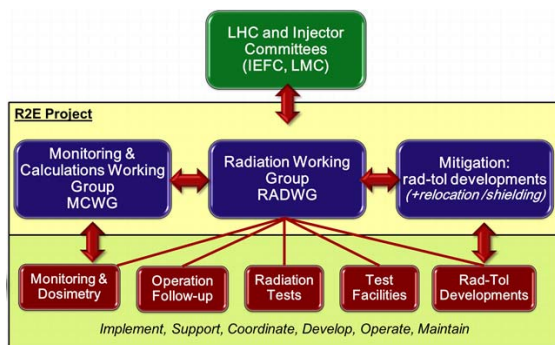 LHC and Injector
Committees
(IEFC, LMC)
R2E Project
Monitoring &
Calculations Working
Group
MCWG
Radiation Working
Group
RADWG
Mitigation:
rad-tol developments
(+relocation /shielding)
Monitoring &
Dosimetry
Operation
Follow-up
Radiation
Tests
Test
Facilities
Rad-Tol
Developments
Implement, Support, Coordinate, Develop, Operate, Maintain